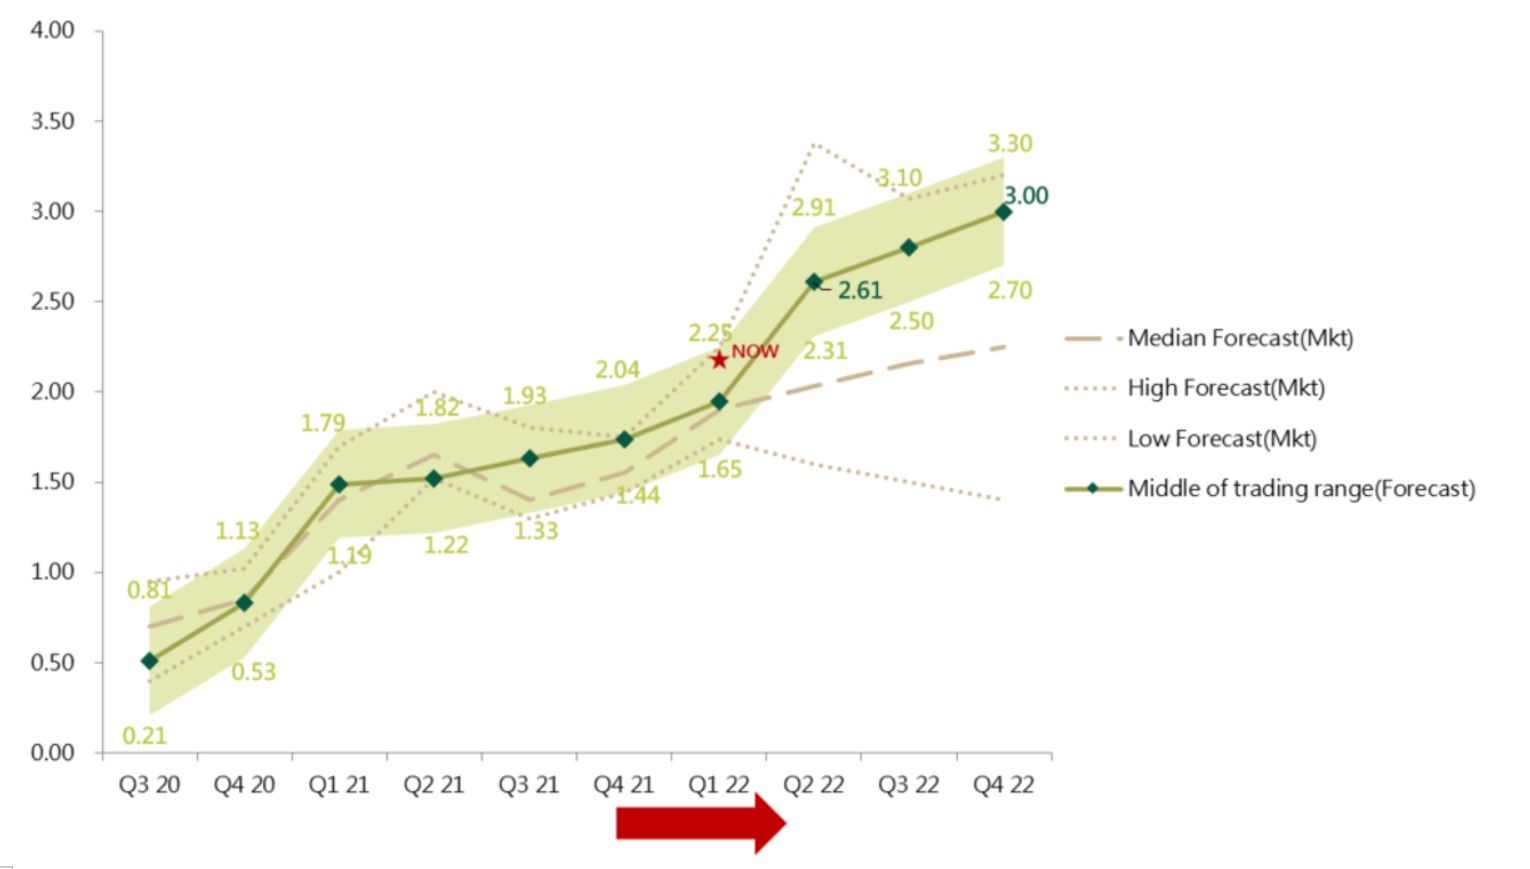 4.00
3.50
3.00
2.50
2.00
1.50
1.00
0.50
0.00
0.81
1.13
1.79
1.82
1.93
2.04
2.25
2.91
3.10
3.30
NOW
2.61
3.00
0.21
0.53
1.19
1.22
1.33
1.44
1.65
2.31
2.50
2.70
Q3 20
Q4 20
Q1 21
Q2 21
Q3 21
Q4 21
Q1 22
Q2 22
Q3 22
Q4 22
Median Forecast(Mkt)
High Forecast(Mkt)
Low Forecast(Mkt)
Middle of trading range(Forecast)